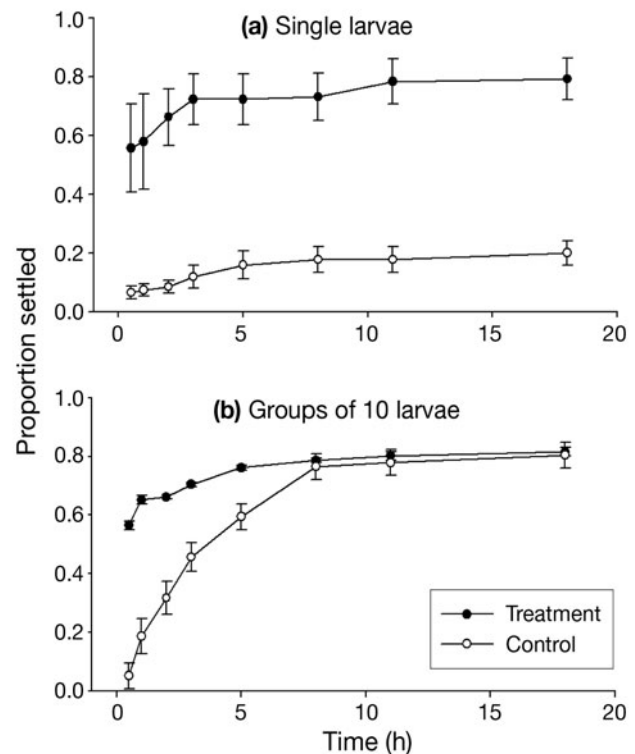 (a) Single larvae
1.0
0.8
0.6
0.4
0.2
0.0
0 5 10 15 20
Proportion settled
(b) Groups of 10 larvae
1.0
0.8
0.6
0.4
0.2
0.0
Treatment
Control
0 5 10 15 20
Time (h)